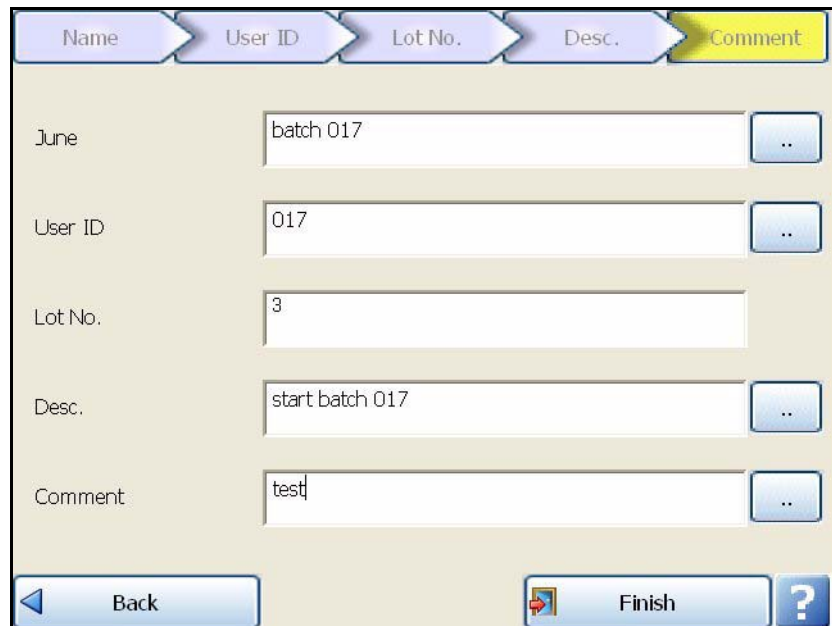 Name User ID Lot No. Desc. Comment
June batch 017 ..
User ID 017 ..
Lot No. 3
Desc. start batch 017 ..
Comment test ..
Back Finish ?